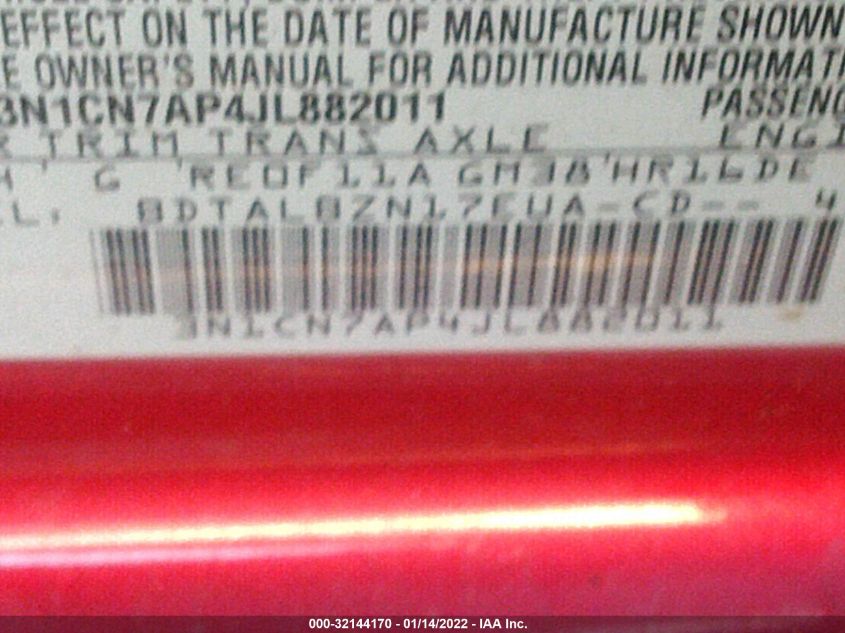 EFFECT ON THE DATE OF MANUFACTURE SHOWN
E OWNER'S MANUAL FOR ADDITIONAL INFORMATI
3N1CN7AP4JL882011 PASSENG
R TRIM TRANS AXLE ENGI
H G RE0F11A GM38 HR16DE
L. BDTALBZN17EUA-CD-- 4
3N1CN7AP4JL882011
000-32144170 - 01/14/2022 - IAA Inc.